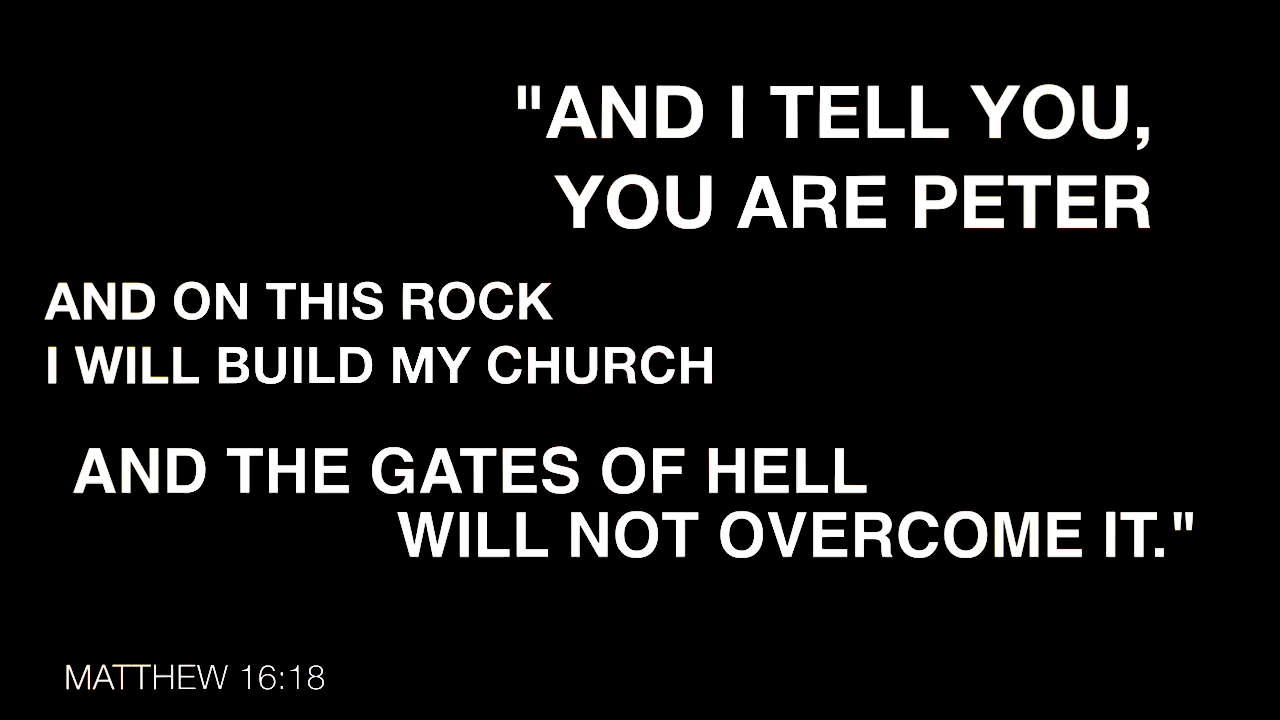 "AND I TELL YOU,
YOU ARE PETER
AND ON THIS ROCK
I WILL BUILD MY CHURCH
AND THE GATES OF HELL
WILL NOT OVERCOME IT."
MATTHEW 16:18